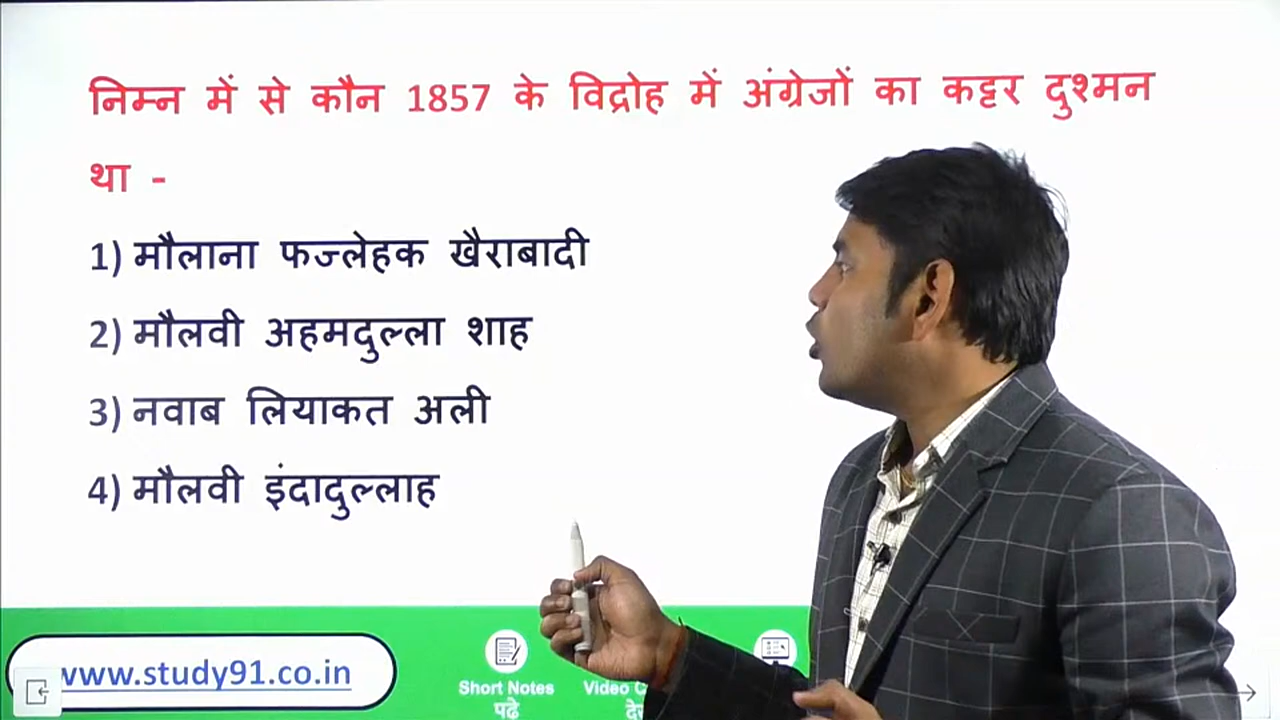 निम्न में से कौन 1857 के विद्रोह में अंग्रेजों का कट्टर दुश्मन
था -
1) मौलाना फज्लेहक खैराबादी
2) मौलवी अहमदुल्ला शाह
3) नवाब लियाकत अली
4) मौलवी इंदादुल्लाह
www.study91.co.in
Short Notes
पढे
Video